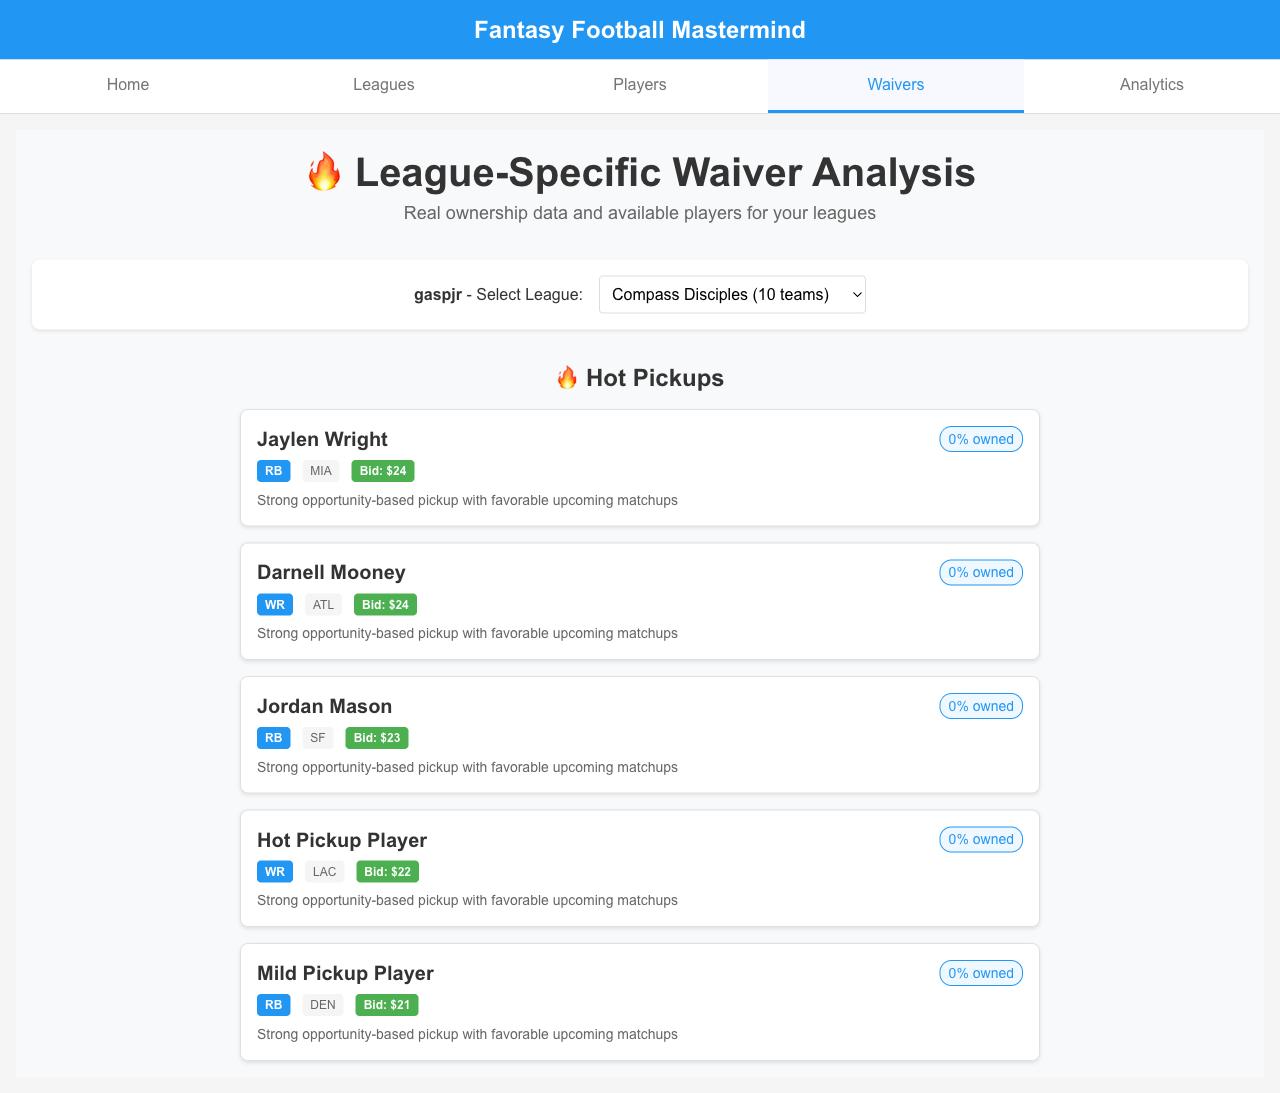 Fantasy Football Mastermind
Home Leagues Players Waivers Analytics
🔥 League-Specific Waiver Analysis
Real ownership data and available players for your leagues
gaspjr - Select League: Compass Disciples (10 teams)
🔥 Hot Pickups
Jaylen Wright 0% owned
RB MIA Bid: $24
Strong opportunity-based pickup with favorable upcoming matchups
Darnell Mooney 0% owned
WR ATL Bid: $24
Strong opportunity-based pickup with favorable upcoming matchups
Jordan Mason 0% owned
RB SF Bid: $23
Strong opportunity-based pickup with favorable upcoming matchups
Hot Pickup Player 0% owned
WR LAC Bid: $22
Strong opportunity-based pickup with favorable upcoming matchups
Mild Pickup Player 0% owned
RB DEN Bid: $21
Strong opportunity-based pickup with favorable upcoming matchups